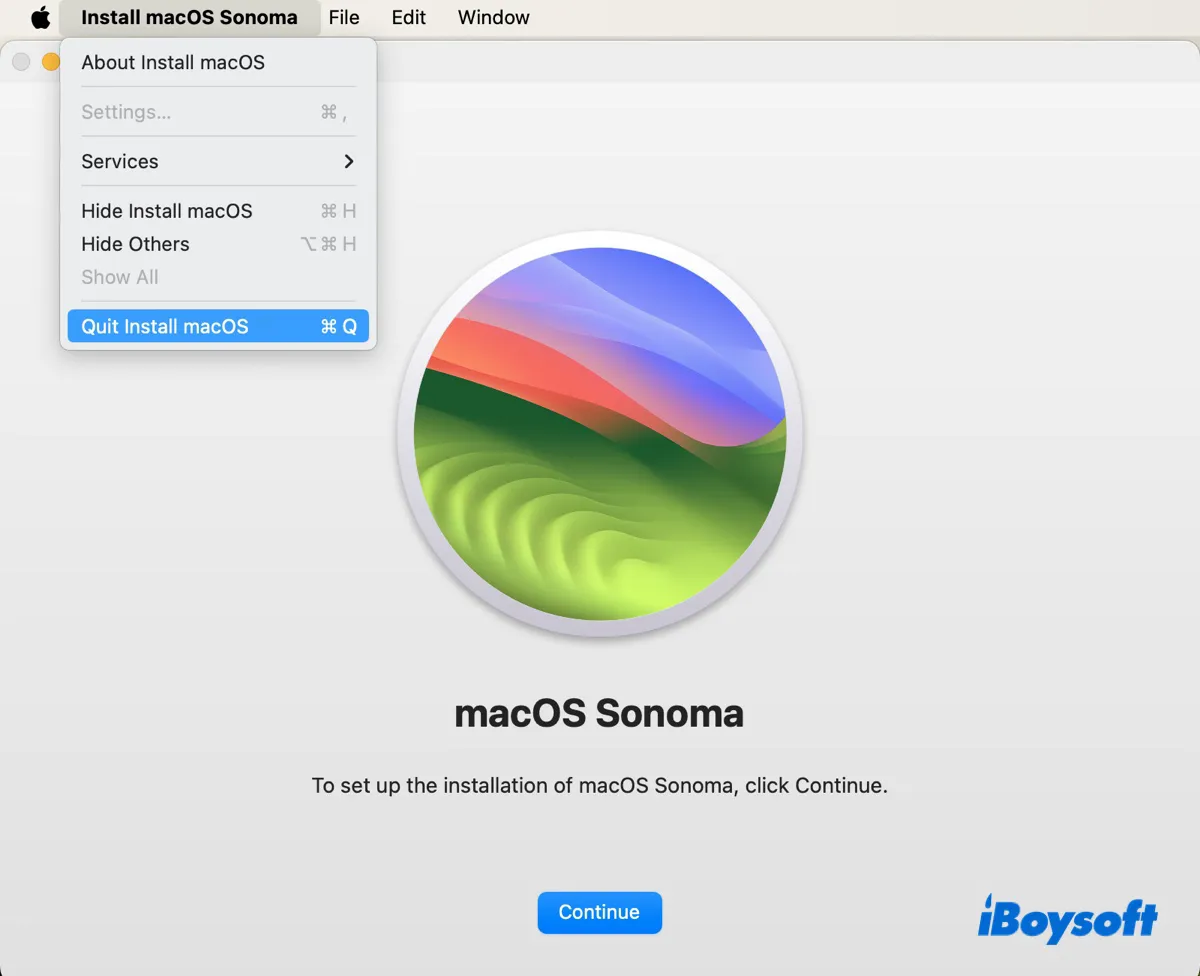 Install macOS Sonoma File Edit Window
About Install macOS
Settings... ⌘ ,
Services
Hide Install macOS ⌘ H
Hide Others ⌥ ⌘ H
Show All
Quit Install macOS ⌘ Q
macOS Sonoma
To set up the installation of macOS Sonoma, click Continue.
Continue
iBoysoft